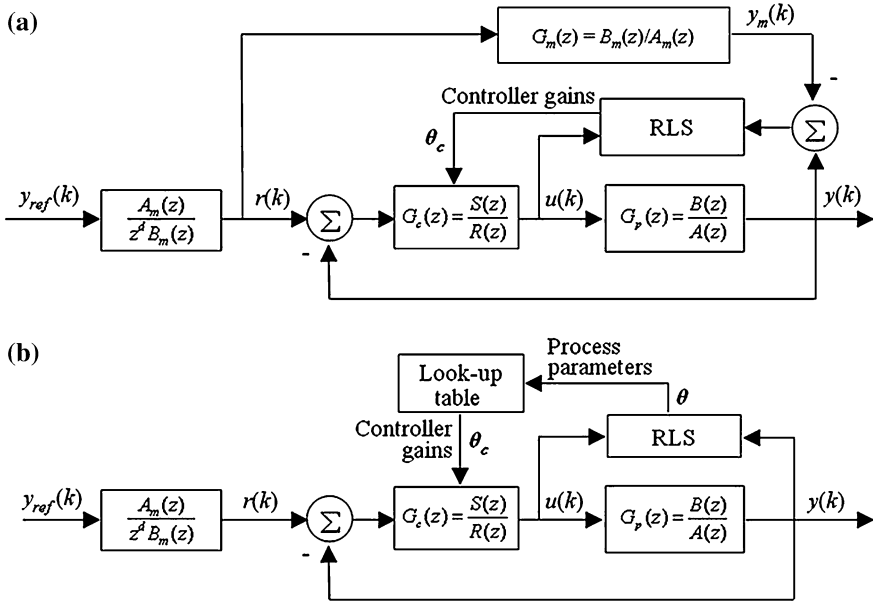 (a)
G_m(z) = B_m(z)/A_m(z)
y_m(k)
-
Controller gains
θ_c
RLS
Σ
y_ref(k)
A_m(z)
z^d B_m(z)
r(k)
Σ
-
G_c(z) = S(z)/R(z)
u(k)
G_p(z) = B(z)/A(z)
y(k)
(b)
Look-up
table
Process
parameters
θ
Controller
gains
θ_c
RLS
y_ref(k)
A_m(z)
z^d B_m(z)
r(k)
Σ
-
G_c(z) = S(z)/R(z)
u(k)
G_p(z) = B(z)/A(z)
y(k)